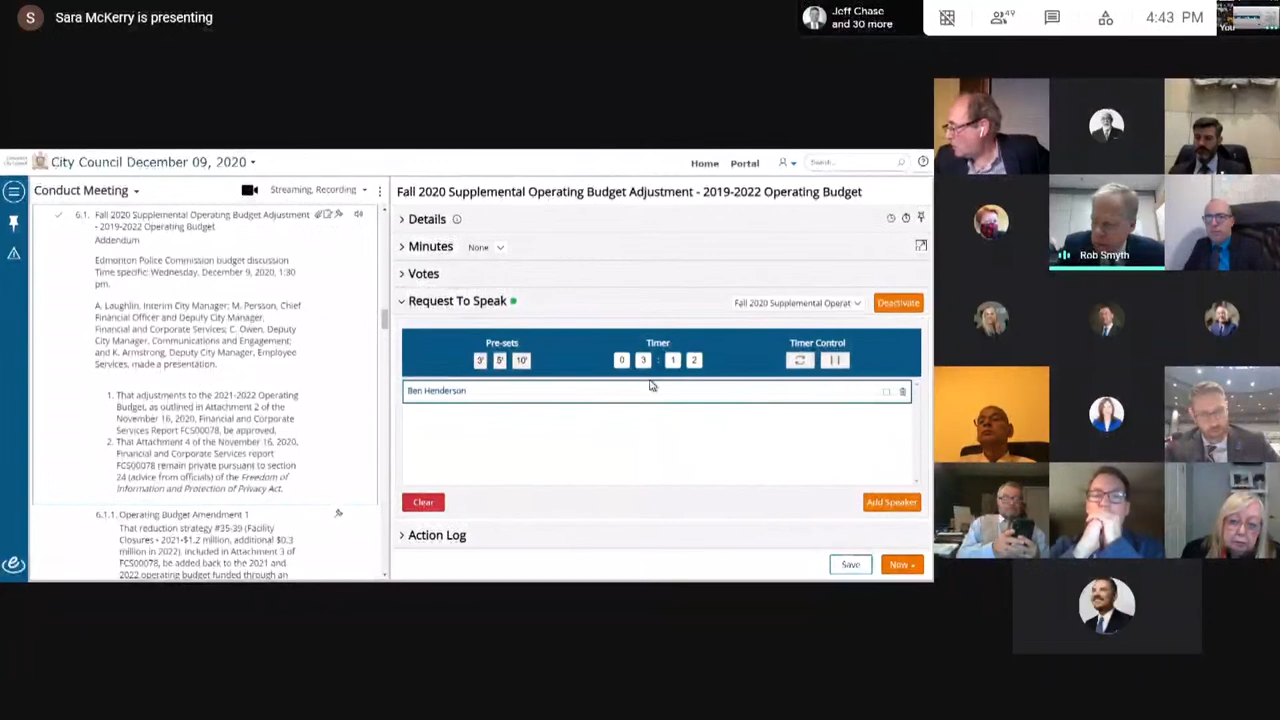 S Sara McKerry is presenting
Jeff Chase
and 30 more
49
4:43 PM
You
City Council December 09, 2020
Home Portal Search...
Conduct Meeting
Streaming, Recording
6.1. Fall 2020 Supplemental Operating Budget Adjustment
- 2019-2022 Operating Budget
Addendum
Edmonton Police Commission budget discussion
Time specific: Wednesday, December 9, 2020, 1:30
pm.
A. Laughlin, Interim City Manager; M. Persson, Chief
Financial Officer and Deputy City Manager,
Financial and Corporate Services; C. Owen, Deputy
City Manager, Communications and Engagement;
and K. Armstrong, Deputy City Manager, Employee
Services, made a presentation.
1. That adjustments to the 2021-2022 Operating
Budget, as outlined in Attachment 2 of the
November 16, 2020, Financial and Corporate
Services Report FCS00078, be approved.
2. That Attachment 4 of the November 16, 2020,
Financial and Corporate Services report
FCS00078 remain private pursuant to section
24 (advice from officials) of the Freedom of
Information and Protection of Privacy Act.
6.1.1. Operating Budget Amendment 1
That reduction strategy #35-39 (Facility
Closures - 2021-$1.2 million, additional $0.3
million in 2022), included in Attachment 3 of
FCS00078, be added back to the 2021 and
2022 operating budget funded through an
Fall 2020 Supplemental Operating Budget Adjustment - 2019-2022 Operating Budget
Details
Minutes None
Votes
Request To Speak
Fall 2020 Supplemental Operat
Deactivate
Pre-sets Timer Timer Control
3' 5' 10' 0 3 : 1 2
Ben Henderson
Clear
Add Speaker
Action Log
Save
New
Rob Smyth